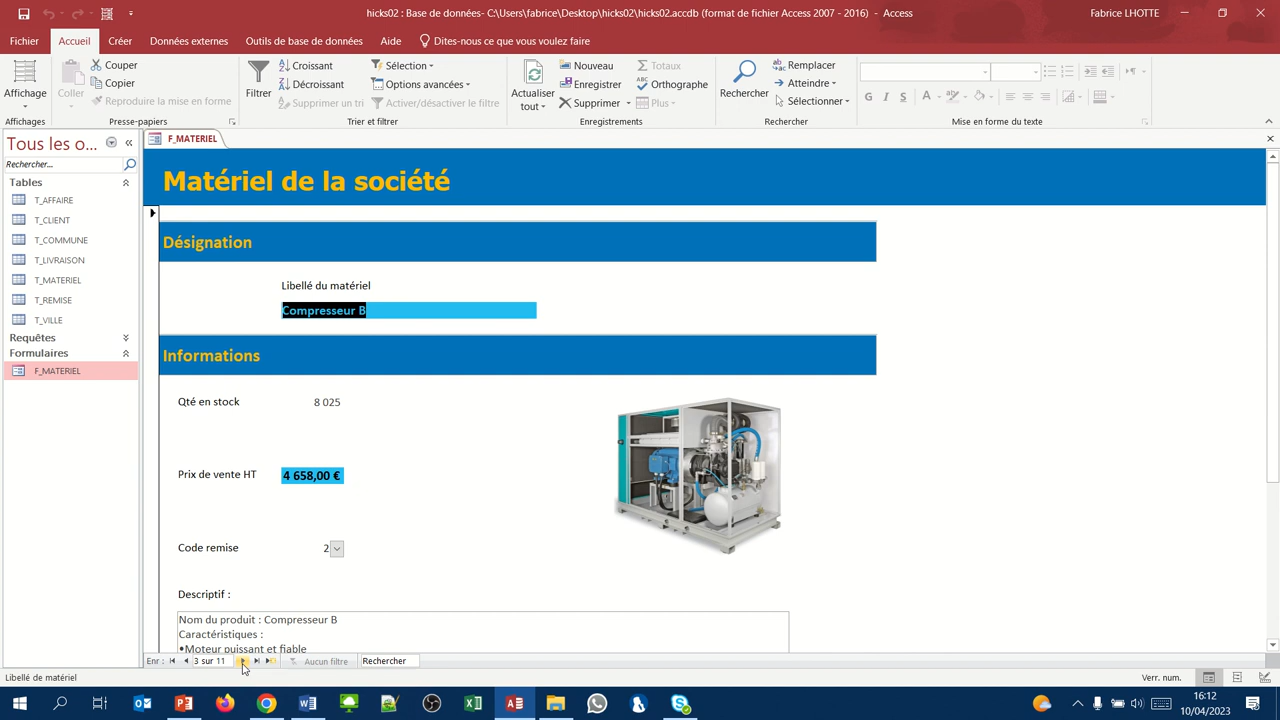 hicks02 : Base de données- C:\Users\fabrice\Desktop\hicks02\hicks02.accdb (format de fichier Access 2007 - 2016) - Access
Fabrice LHOTTE
Fichier Accueil Créer Données externes Outils de base de données Aide Dites-nous ce que vous voulez faire
Couper
Copier
Reproduire la mise en forme
Affichage
Coller
Filtrer
Croissant
Décroissant
Supprimer un tri
Sélection
Options avancées
Activer/désactiver le filtre
Actualiser
tout
Nouveau
Enregistrer
Supprimer
Totaux
Orthographe
Plus
Rechercher
Remplacer
Atteindre
Sélectionner
G I S A
Affichages Presse-papiers Trier et filtrer Enregistrements Rechercher Mise en forme du texte
Tous les o...
Rechercher...
Tables
T_AFFAIRE
T_CLIENT
T_COMMUNE
T_LIVRAISON
T_MATERIEL
T_REMISE
T_VILLE
Requêtes
Formulaires
F_MATERIEL
F_MATERIEL
Matériel de la société
Désignation
Libellé du matériel
Compresseur B
Informations
Qté en stock 8 025
Prix de vente HT 4 658,00 €
Code remise 2
Descriptif :
Nom du produit : Compresseur B
Caractéristiques :
•Moteur puissant et fiable
Enr : 3 sur 11 Aucun filtre Rechercher
Libellé de matériel
Verr. num.
16:12
10/04/2023